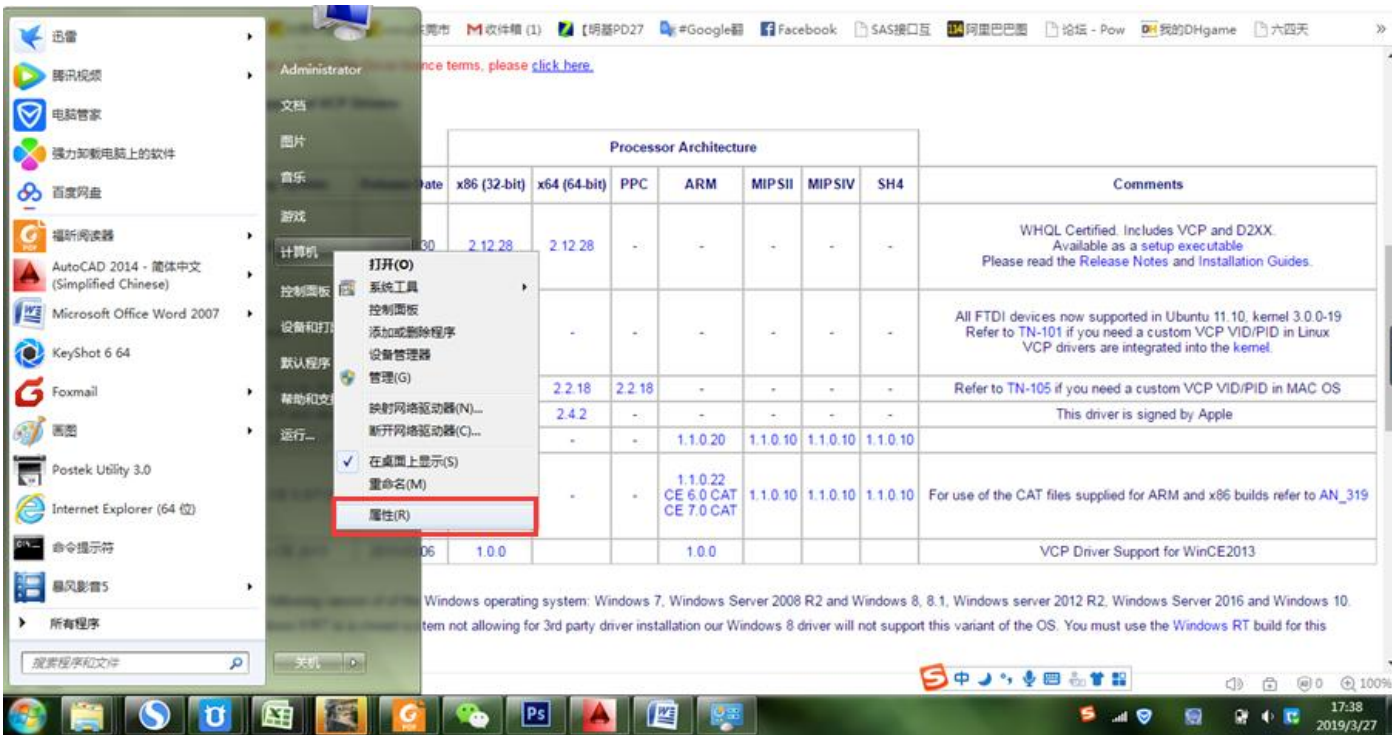 迅雷
腾讯视频
电脑管家
强力卸载电脑上的软件
百度网盘
福昕阅读器
AutoCAD 2014 - 简体中文
(Simplified Chinese)
Microsoft Office Word 2007
KeyShot 6 64
Foxmail
画图
Postek Utility 3.0
Internet Explorer (64 位)
命令提示符
暴风影音5
所有程序
搜索程序和文件
Administrator
文档
图片
音乐
游戏
计算机
控制面板
设备和打
默认程序
帮助和支
运行...
关机
打开(O)
系统工具
控制面板
添加或删除程序
设备管理器
管理(G)
映射网络驱动器(N)...
断开网络驱动器(C)...
在桌面上显示(S)
重命名(M)
属性(R)
莞市 M收件箱 (1) 【明基PD27 #Google翻 Facebook SAS接口互 阿里巴巴图 论坛 - Pow DH 我的DHgame 六四天 »
nce terms, please click here.
Processor Architecture
Date x86 (32-bit) x64 (64-bit) PPC ARM MIPSII MIPSIV SH4 Comments
30 2.12.28 2.12.28 - - - - - WHQL Certified. Includes VCP and D2XX.
Available as a setup executable
Please read the Release Notes and Installation Guides.
- - - - - - All FTDI devices now supported in Ubuntu 11.10, kernel 3.0.0-19
Refer to TN-101 if you need a custom VCP VID/PID in Linux
VCP drivers are integrated into the kernel.
2.2.18 2.2.18 - - - - Refer to TN-105 if you need a custom VCP VID/PID in MAC OS
2.4.2 - - - - - This driver is signed by Apple
- - 1.1.0.20 1.1.0.10 1.1.0.10 1.1.0.10
- - 1.1.0.22
CE 6.0 CAT
CE 7.0 CAT 1.1.0.10 1.1.0.10 1.1.0.10 For use of the CAT files supplied for ARM and x86 builds refer to AN_319
06 1.0.0 1.0.0 VCP Driver Support for WinCE2013
Windows operating system: Windows 7, Windows Server 2008 R2 and Windows 8, 8.1, Windows server 2012 R2, Windows Server 2016 and Windows 10.
tem not allowing for 3rd party driver installation our Windows 8 driver will not support this variant of the OS. You must use the Windows RT build for this
中
0 100%
Ps
17:38
2019/3/27